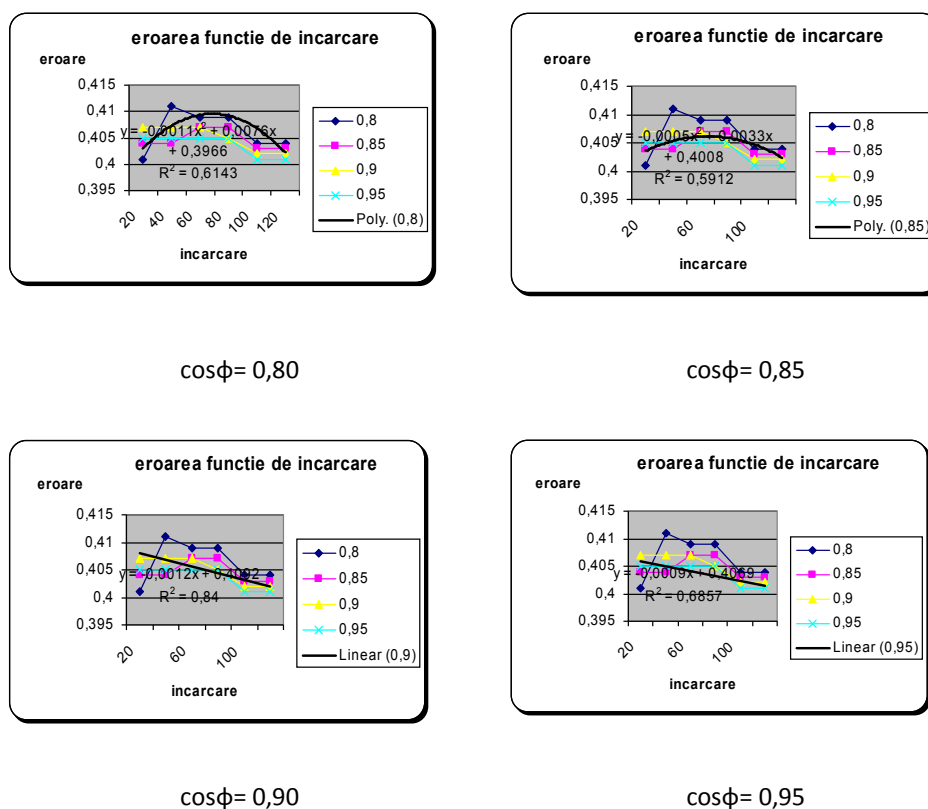 eroarea functie de incarcare
eroare
0,415
0,41
0,405
0,4
0,395
y = -0,0011x² + 0,0076x
+ 0,3966
R² = 0,6143
20 40 60 80 100 120
incarcare
0,8
0,85
0,9
0,95
Poly. (0,8)
cosφ= 0,80
eroarea functie de incarcare
eroare
0,415
0,41
0,405
0,4
0,395
y = -0,0005x² + 0,0033x
+ 0,4008
R² = 0,5912
20 60 100
incarcare
0,8
0,85
0,9
0,95
Poly. (0,85)
cosφ= 0,85
eroarea functie de incarcare
eroare
0,415
0,41
0,405
0,4
0,395
y = -0,0012x + 0,4092
R² = 0,84
20 60 100
incarcare
0,8
0,85
0,9
0,95
Linear (0,9)
cosφ= 0,90
eroarea functie de incarcare
eroare
0,415
0,41
0,405
0,4
0,395
y = -0,0009x + 0,4069
R² = 0,6857
20 60 100
incarcare
0,8
0,85
0,9
0,95
Linear (0,95)
cosφ= 0,95